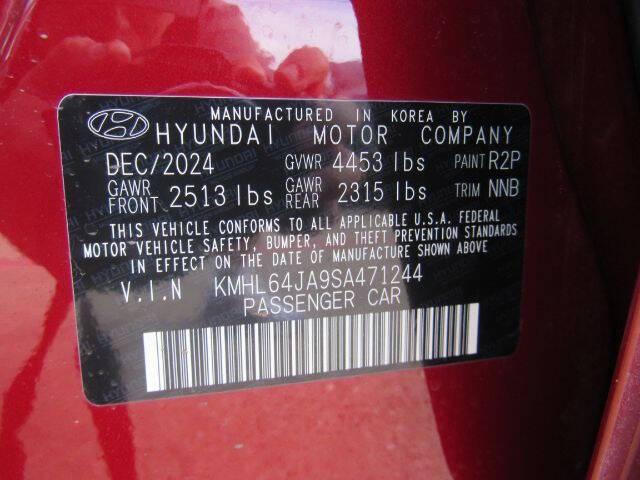 MANUFACTURED IN KOREA BY
HYUNDAI MOTOR COMPANY
DEC/2024 GVWR 4453 lbs PAINT R2P
GAWR FRONT 2513 lbs GAWR REAR 2315 lbs TRIM NNB
THIS VEHICLE CONFORMS TO ALL APPLICABLE U.S.A. FEDERAL
MOTOR VEHICLE SAFETY, BUMPER, AND THEFT PREVENTION STANDARDS
IN EFFECT ON THE DATE OF MANUFACTURE SHOWN ABOVE.
V.I.N KMHL64JA9SA471244
PASSENGER CAR